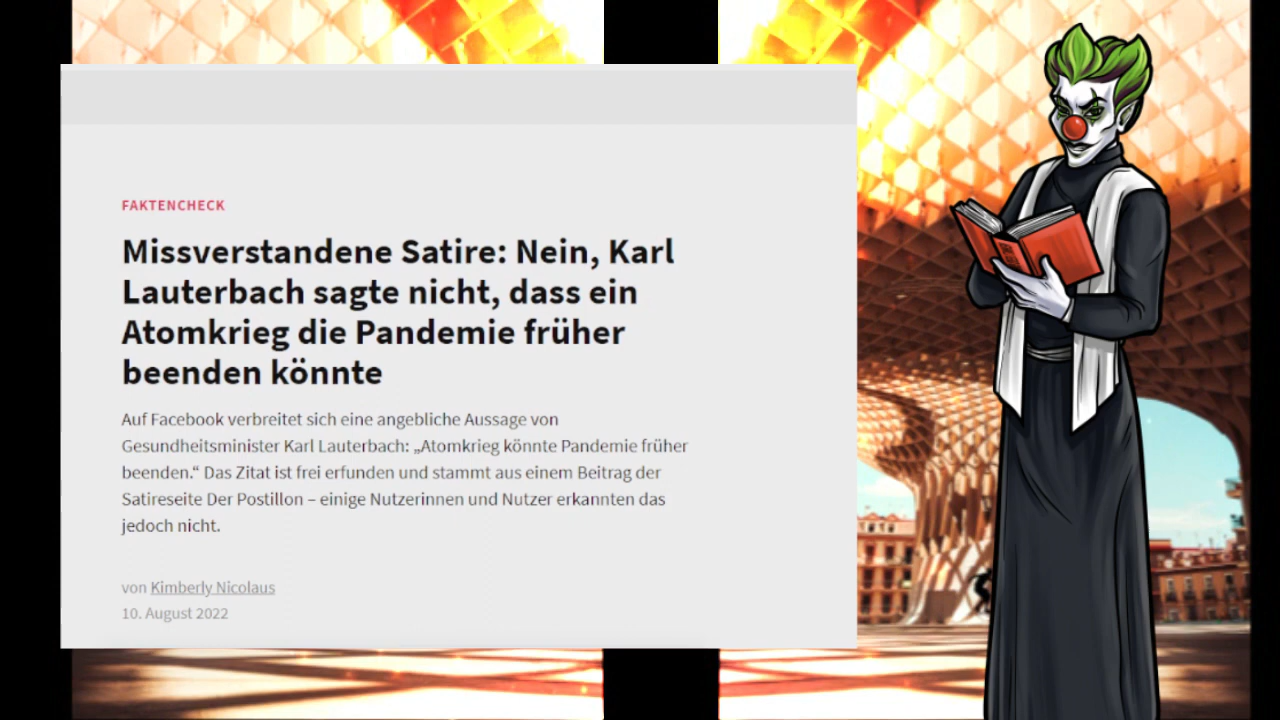 FAKTENCHECK
Missverstandene Satire: Nein, Karl
Lauterbach sagte nicht, dass ein
Atomkrieg die Pandemie früher
beenden könnte
Auf Facebook verbreitet sich eine angebliche Aussage von
Gesundheitsminister Karl Lauterbach: „Atomkrieg könnte Pandemie früher
beenden.“ Das Zitat ist frei erfunden und stammt aus einem Beitrag der
Satireseite Der Postillon – einige Nutzerinnen und Nutzer erkannten das
jedoch nicht.
von Kimberly Nicolaus
10. August 2022